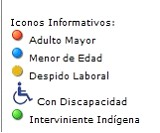 Iconos Informativos:
Adulto Mayor
Menor de Edad
Despido Laboral
Con Discapacidad
Interviniente Indígena